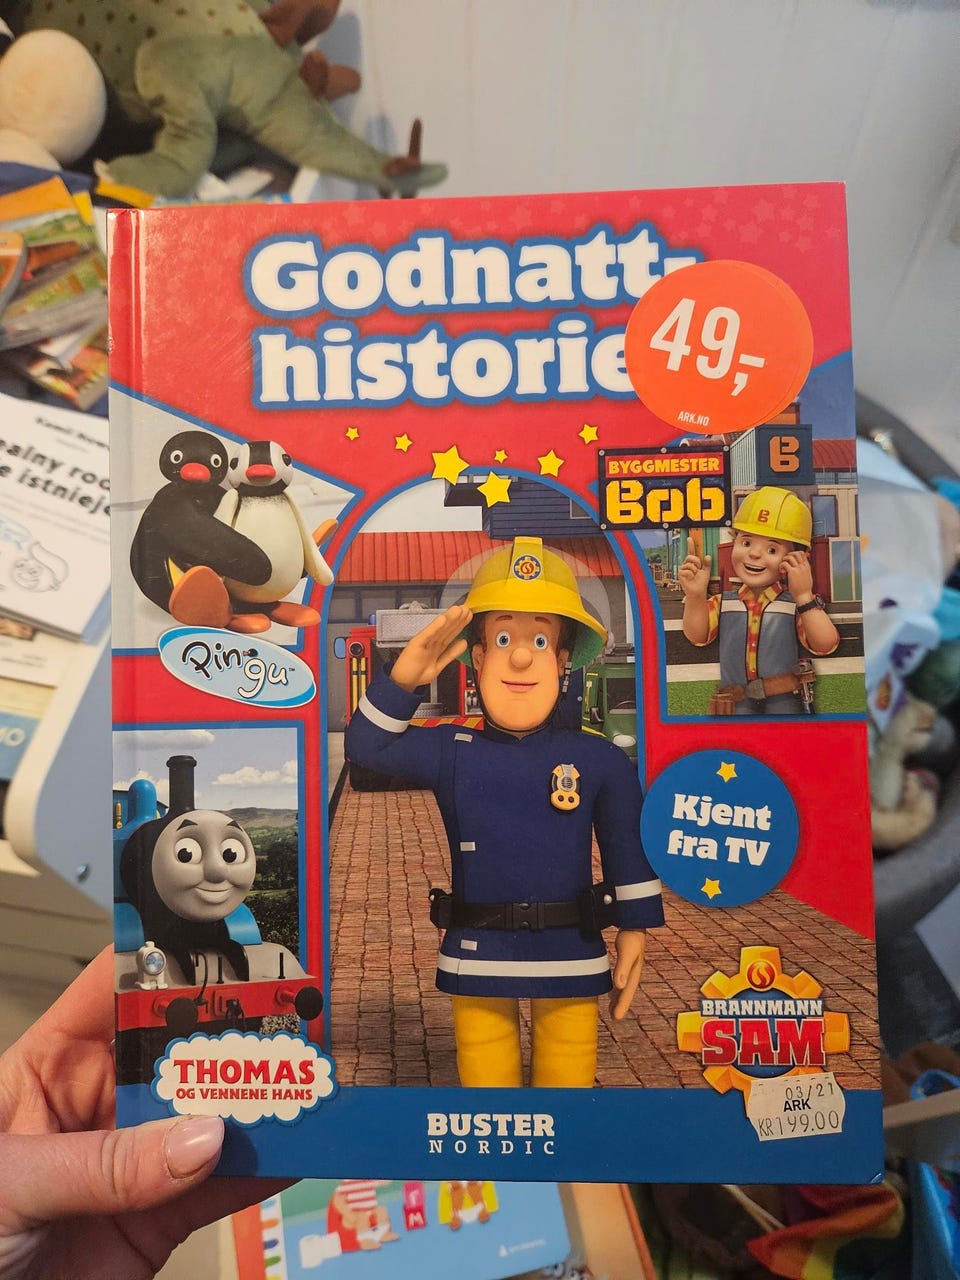 Godnatt-
historie
49,-
ARK.NO
BYGGMESTER
Bob
B
Pingu™
Kjent
fra TV
BRANNMANN
SAM
THOMAS
OG VENNENE HANS
03/21
ARK
KR199.00
BUSTER
NORDIC